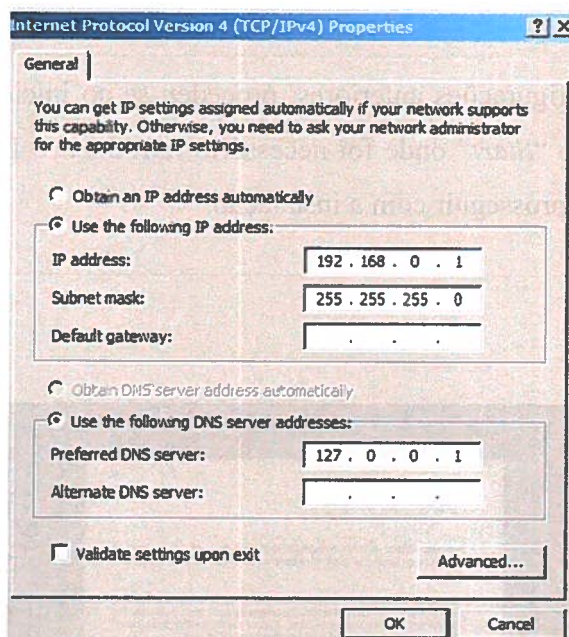 Internet Protocol Version 4 (TCP/IPv4) Properties
General
You can get IP settings assigned automatically if your network supports
this capability. Otherwise, you need to ask your network administrator
for the appropriate IP settings.
Obtain an IP address automatically
Use the following IP address:
IP address: 192 . 168 . 0 . 1
Subnet mask: 255 . 255 . 255 . 0
Default gateway: . . .
Obtain DNS server address automatically
Use the following DNS server addresses:
Preferred DNS server: 127 . 0 . 0 . 1
Alternate DNS server: . . .
Validate settings upon exit
Advanced...
OK Cancel